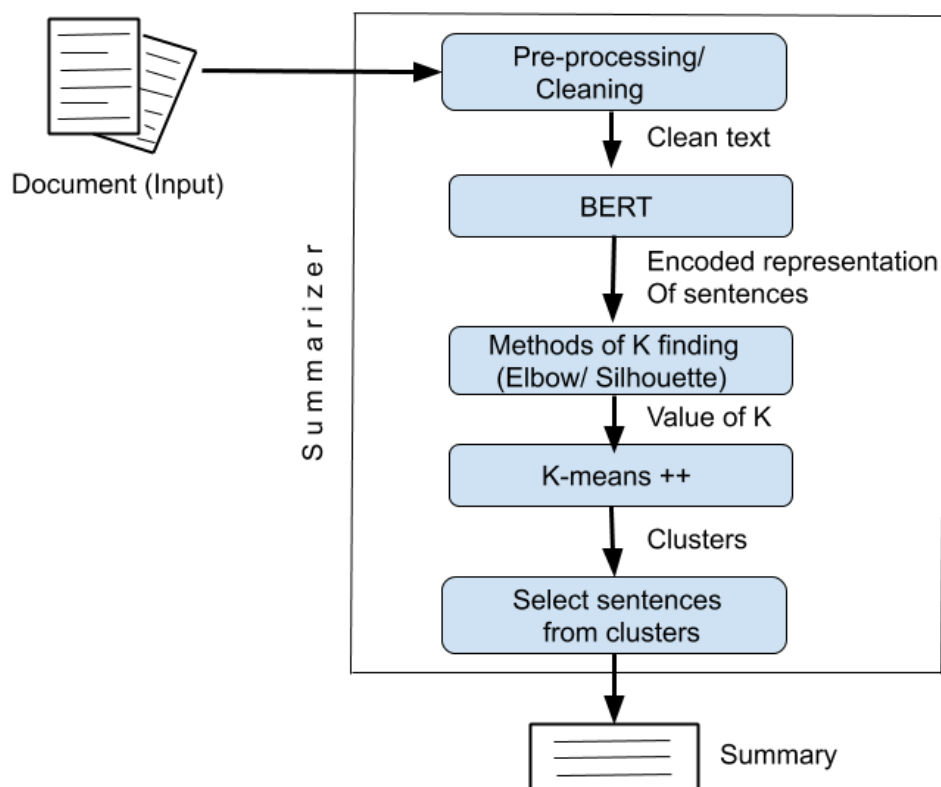 Pre-processing/
Cleaning
Clean text
Document (Input)
BERT
Encoded representation
Of sentences
Summarizer
Methods of K finding
(Elbow/ Silhouette)
Value of K
K-means ++
Clusters
Select sentences
from clusters
Summary